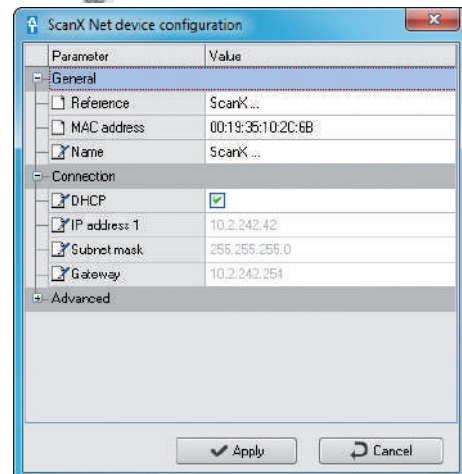 ScanX Net device configuration
Parameter Value
General
Reference ScanX ...
MAC address 00:19:35:10:2C:6B
Name ScanX ...
Connection
DHCP
IP address 1 10.2.242.42
Subnet mask 255.255.255.0
Gateway 10.2.242.254
Advanced
Apply Cancel